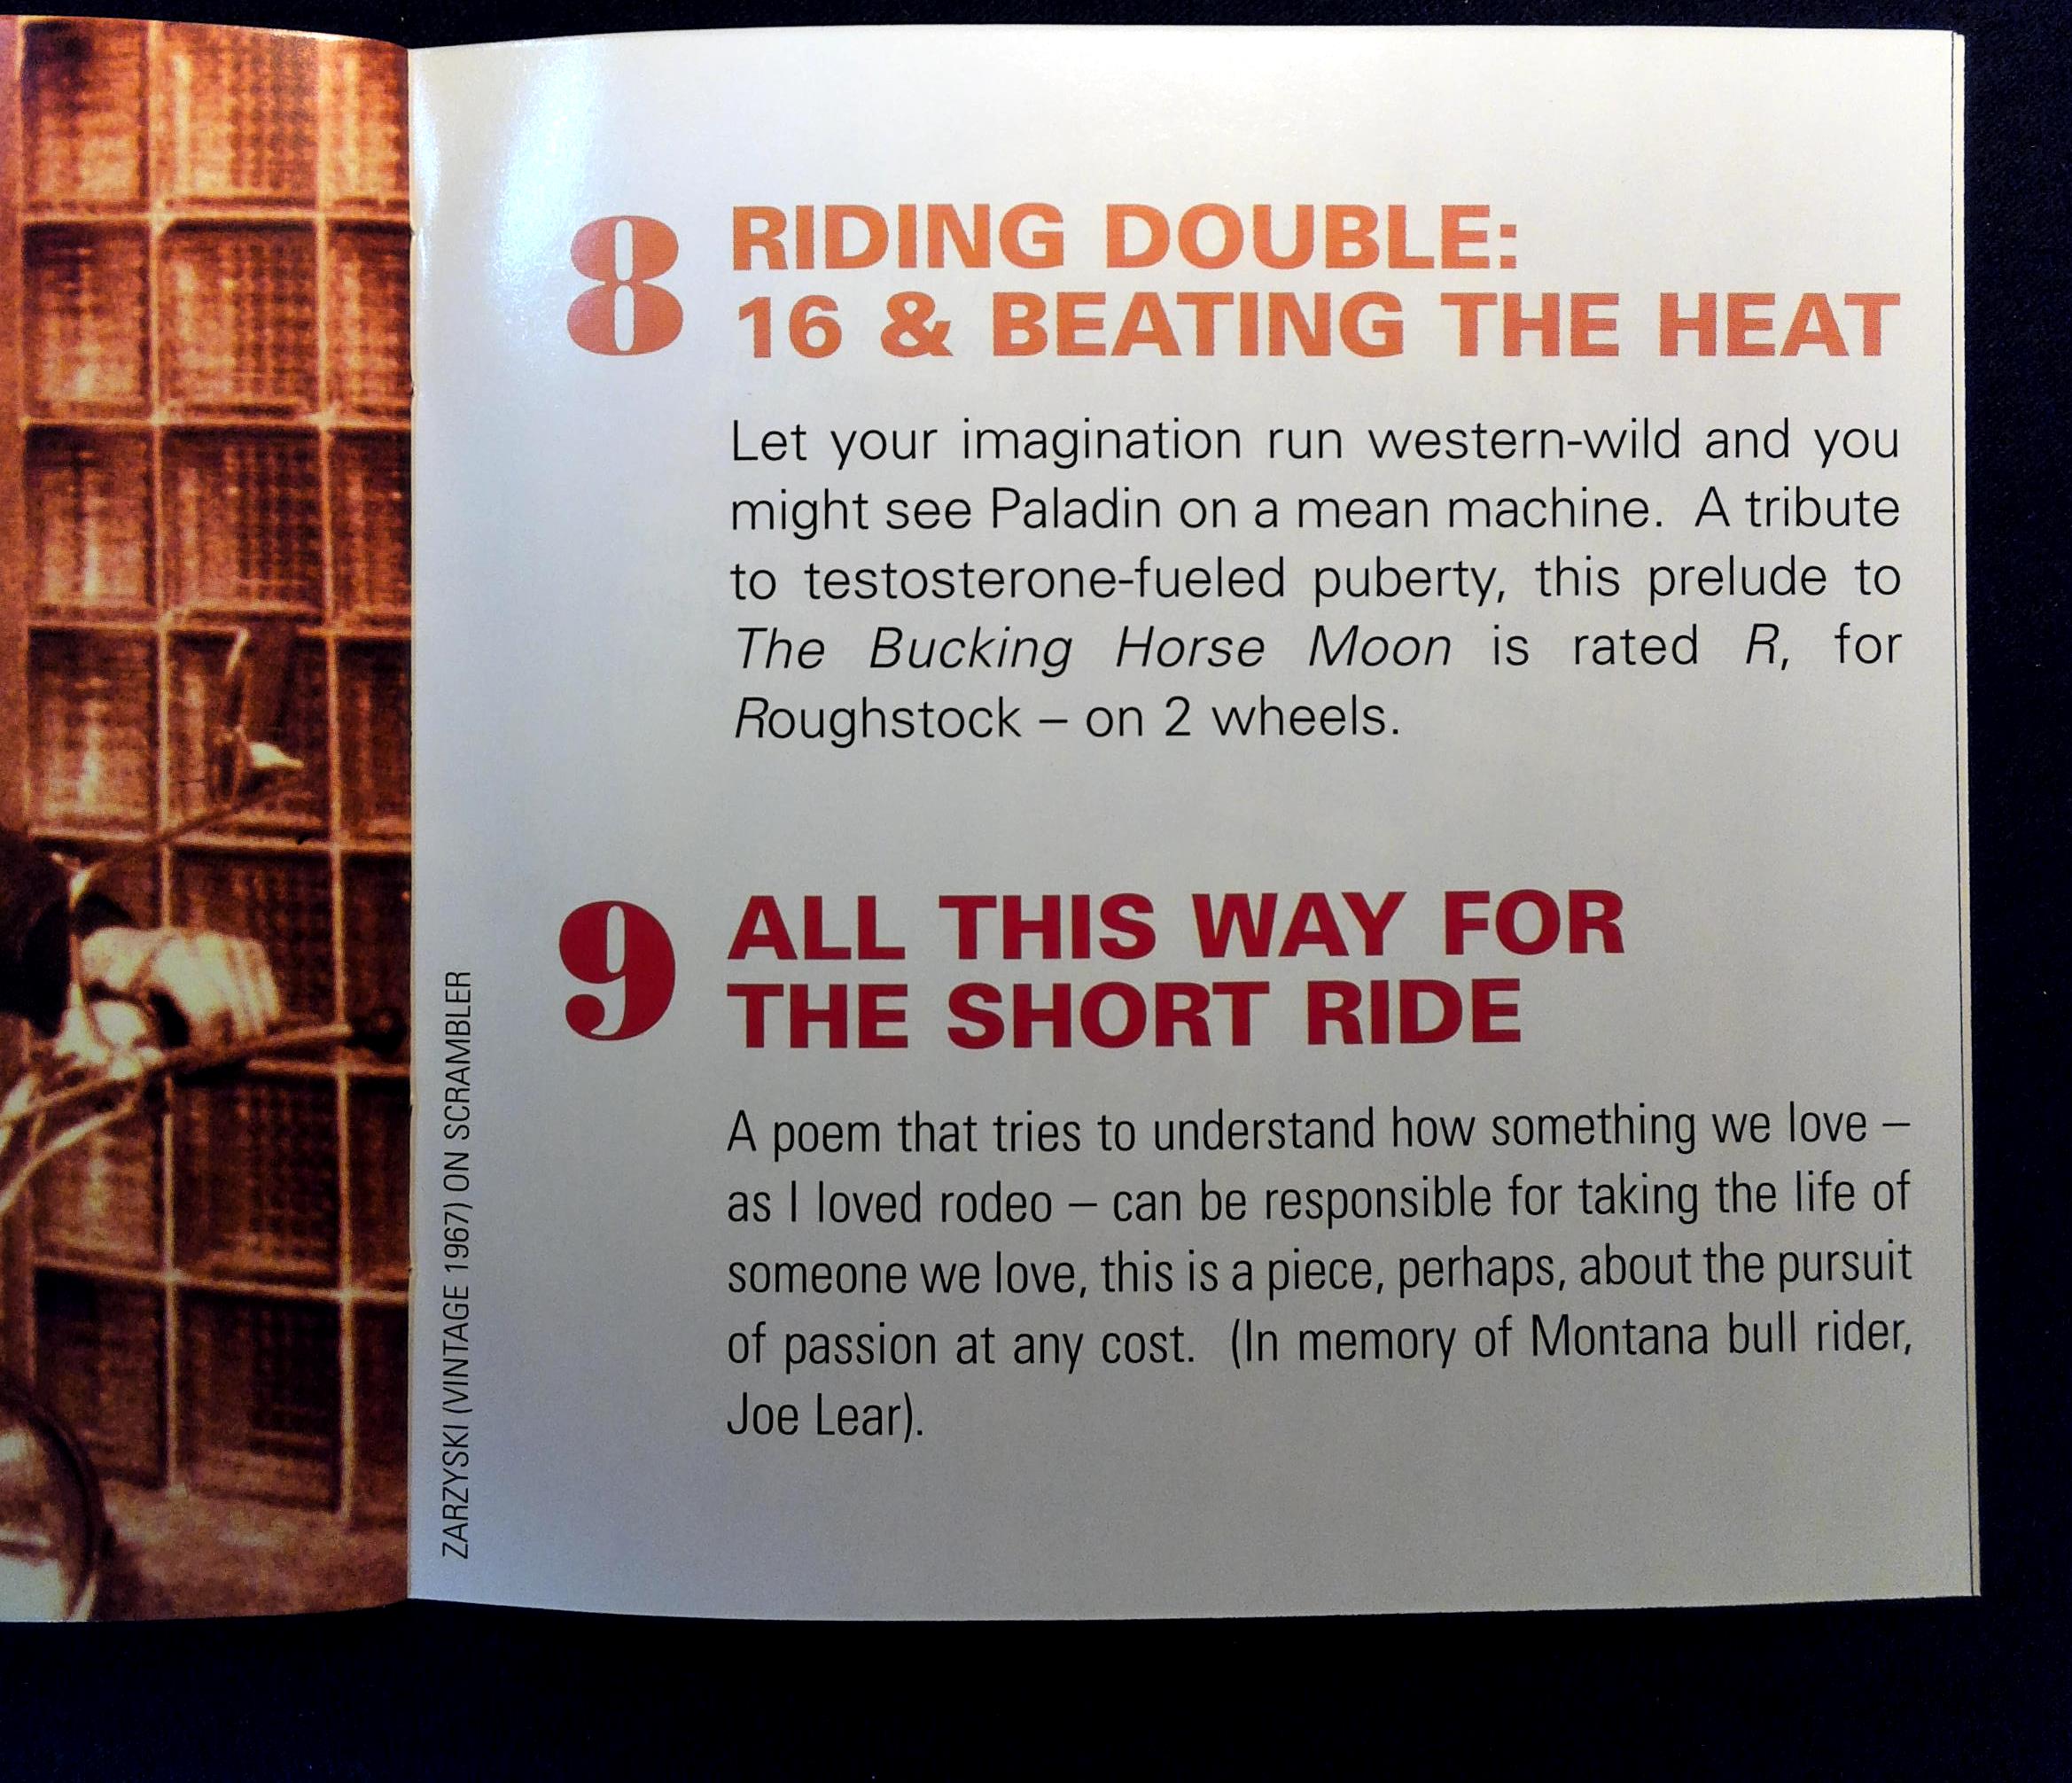 8
RIDING DOUBLE:
16 & BEATING THE HEAT
Let your imagination run western-wild and you
might see Paladin on a mean machine.  A tribute
to testosterone-fueled puberty, this prelude to
The Bucking Horse Moon is rated R, for
Roughstock – on 2 wheels.
9
ALL THIS WAY FOR
THE SHORT RIDE
A poem that tries to understand how something we love –
as I loved rodeo – can be responsible for taking the life of
someone we love, this is a piece, perhaps, about the pursuit
of passion at any cost.  (In memory of Montana bull rider,
Joe Lear).
ZARZYSKI (VINTAGE 1967) ON SCRAMBLER